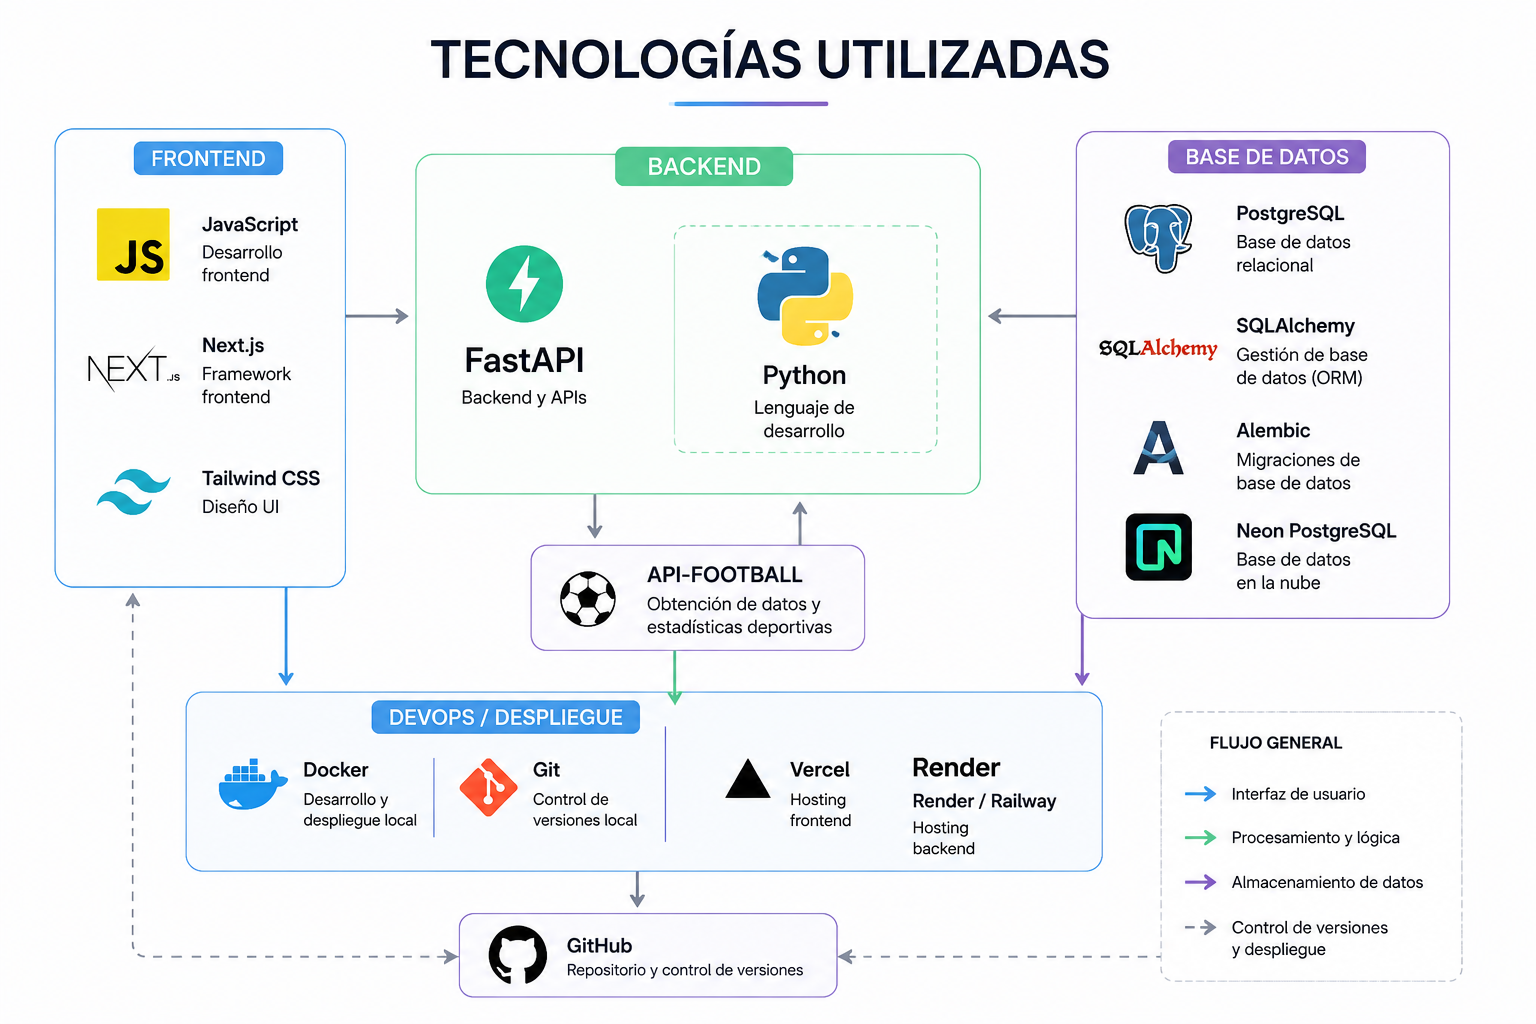 TECNOLOGÍAS UTILIZADAS
FRONTEND
JS
JavaScript
Desarrollo
frontend
NEXT.JS
Next.js
Framework
frontend
Tailwind CSS
Diseño UI
BACKEND
FastAPI
Backend y APIs
Python
Lenguaje de
desarrollo
BASE DE DATOS
PostgreSQL
Base de datos
relacional
SQLAlchemy
SQLAlchemy
Gestión de base
de datos (ORM)
A
Alembic
Migraciones de
base de datos
N
Neon PostgreSQL
Base de datos
en la nube
API-FOOTBALL
Obtención de datos y
estadísticas deportivas
DEVOPS / DESPLIEGUE
Docker
Desarrollo y
despliegue local
Git
Control de
versiones local
Vercel
Hosting
frontend
Render
Render / Railway
Hosting
backend
GitHub
Repositorio y control de versiones
FLUJO GENERAL
Interfaz de usuario
Procesamiento y lógica
Almacenamiento de datos
Control de versiones
y despliegue